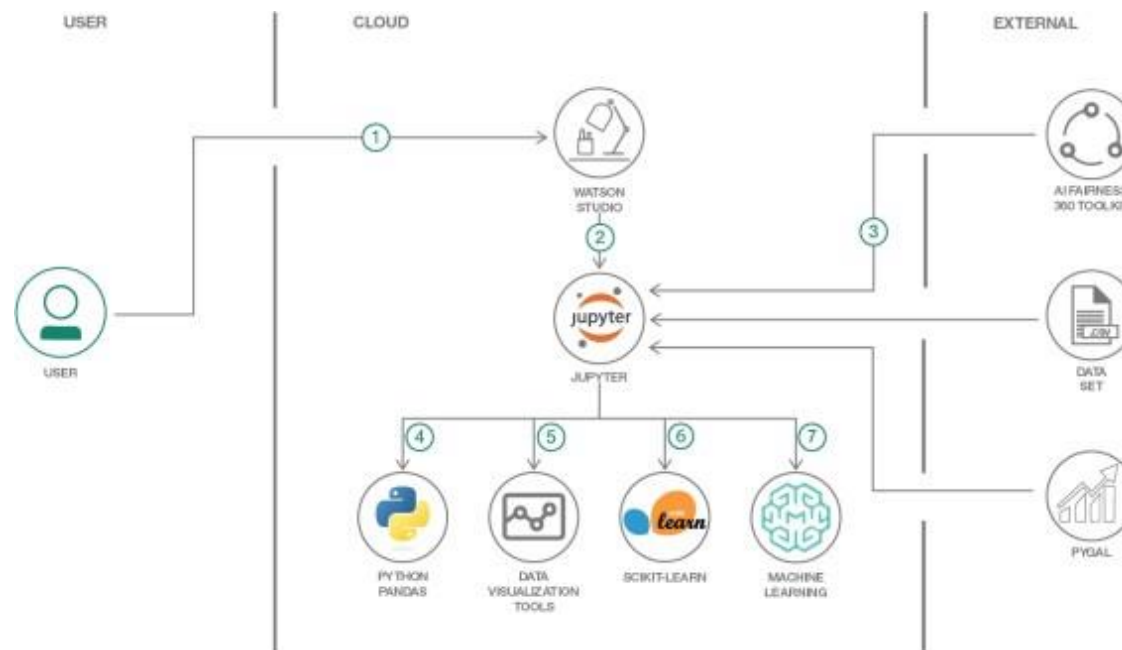 USER
CLOUD
EXTERNAL
1
WATSON
STUDIO
2
3
AI FAIRNESS
360 TOOLKI
jupyter
.CSV
USER
JUPYTER
DATA
SET
4
5
6
7
learn
PYTHON
PANDAS
DATA
VISUALIZATION
TOOLS
SCIKIT-LEARN
MACHINE
LEARNING
PYGAL